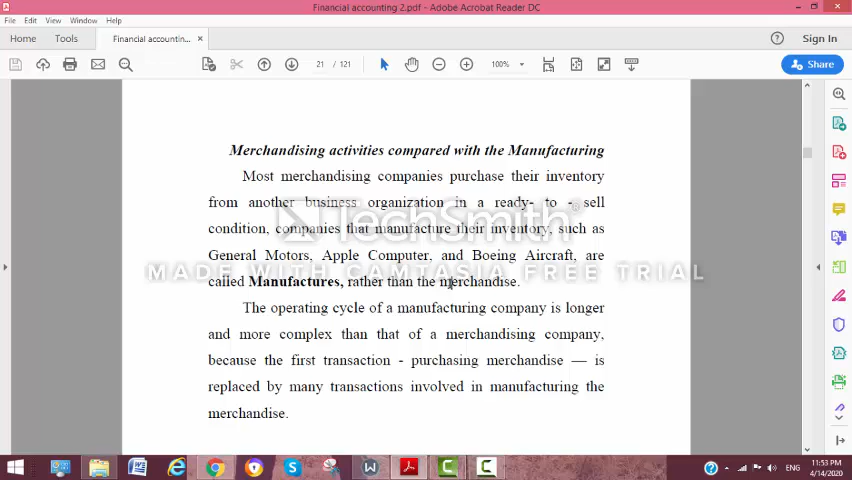 Financial accounting 2.pdf - Adobe Acrobat Reader DC
File Edit View Window Help
Home Tools Financial accountin... × Sign In
21 / 121 100% Share
Merchandising activities compared with the Manufacturing
Most merchandising companies purchase their inventory
from another business organization in a ready- to - sell
condition, companies that manufacture their inventory, such as
General Motors, Apple Computer, and Boeing Aircraft, are
called Manufactures, rather than the merchandise.
The operating cycle of a manufacturing company is longer
and more complex than that of a merchandising company,
because the first transaction - purchasing merchandise — is
replaced by many transactions involved in manufacturing the
merchandise.
TechSmith
MADE WITH CAMTASIA FREE TRIAL
ENG
11:53 PM
4/14/2020